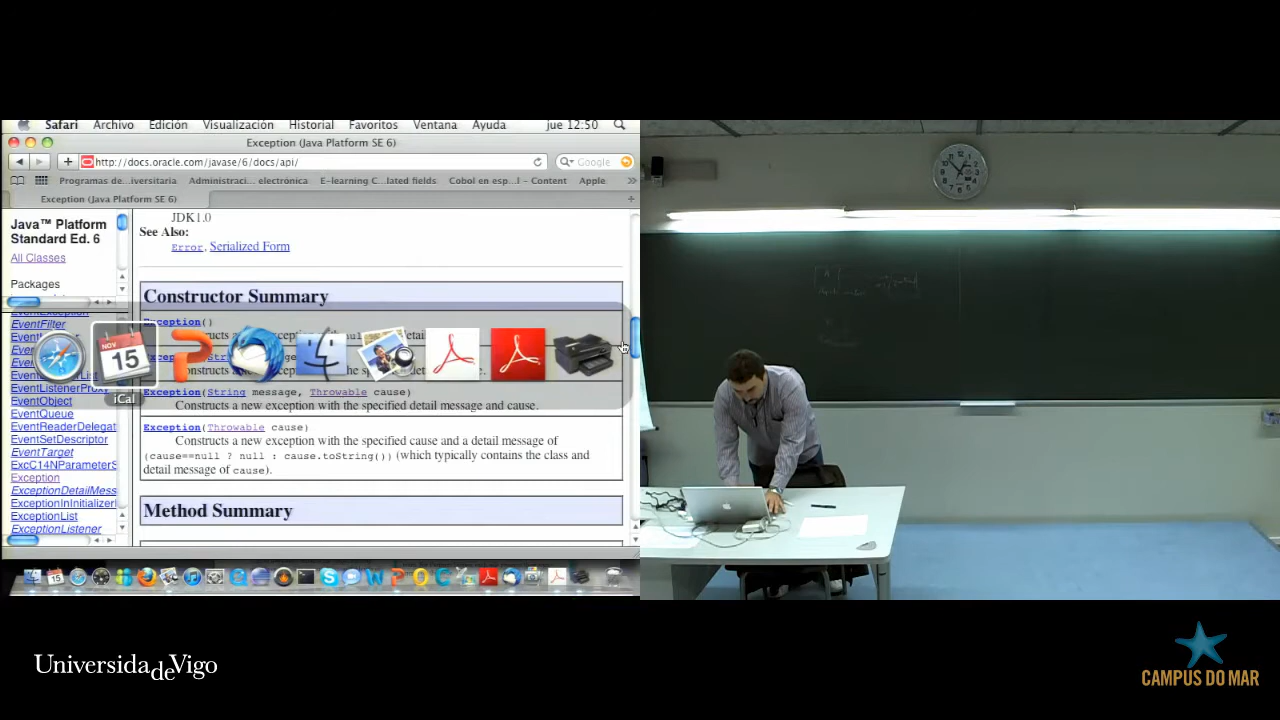 Safari Archivo Edición Visualización Historial Favoritos Ventana Ayuda jue 12:50
Exception (Java Platform SE 6)
http://docs.oracle.com/javase/6/docs/api/
Google
Programas de...iversitaria Administraci... electrónica E-learning C...lated fields Cobol en esp...l - Content Apple
Exception (Java Platform SE 6)
Java™ Platform
Standard Ed. 6
All Classes
Packages
EventFilter
EventListenerProxy
EventObject
EventQueue
EventReaderDelegat
EventSetDescriptor
EventTarget
ExcC14NParameterS
Exception
ExceptionDetailMess
ExceptionInInitializer
ExceptionList
ExceptionListener
JDK1.0
See Also:
Error, Serialized Form
Constructor Summary
Exception()
Exception(String message, Throwable cause)
Constructs a new exception with the specified detail message and cause.
Exception(Throwable cause)
Constructs a new exception with the specified cause and a detail message of
(cause==null ? null : cause.toString()) (which typically contains the class and
detail message of cause).
Method Summary
NOV
15
iCal
UniversidadeVigo
CAMPUS DO MAR